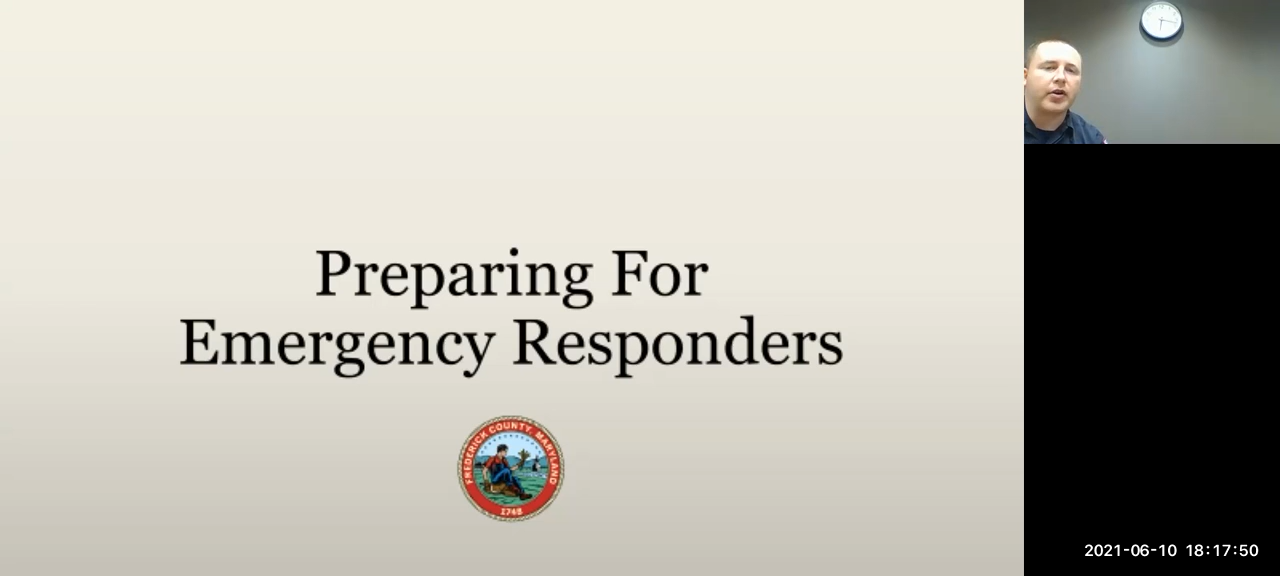 Preparing For
Emergency Responders
FREDERICK COUNTY, MARYLAND
1748
2021-06-10 18:17:50